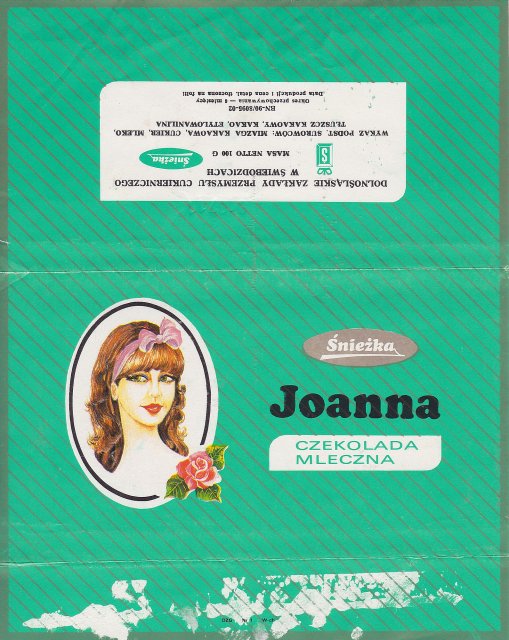 DOLNOŚLĄSKIE ZAKŁADY PRZEMYSŁU CUKIERNICZEGO
W ŚWIEBODZICACH
S
MASA NETTO 100 G
Śnieżka
WYKAZ PODST. SUROWCÓW: MIAZGA KAKAOWA, CUKIER, MLEKO,
TŁUSZCZ KAKAOWY, KAKAO, ETYLOWANILINA
BN-90/8095-02
Okres przechowywania — 6 miesięcy
Data produkcji i cena detal. tłoczona na folii
Śnieżka
Joanna
CZEKOLADA
MLECZNA